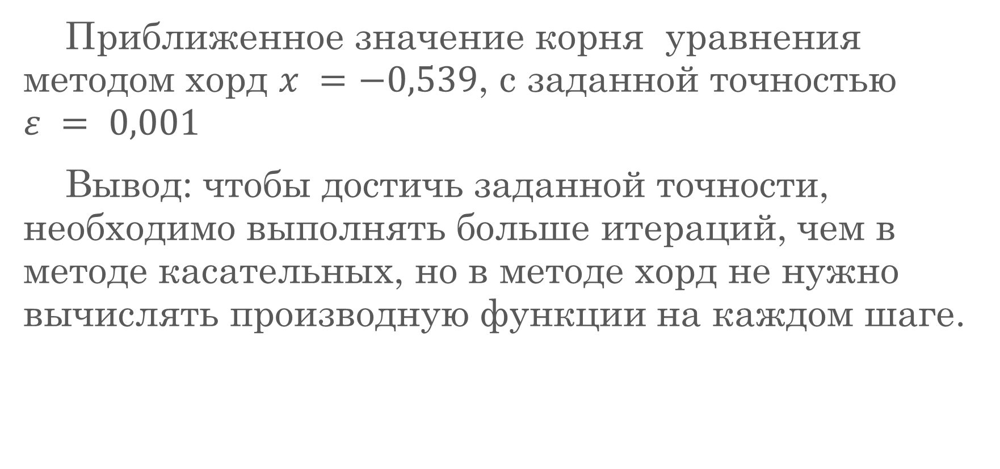 Приближенное значение корня уравнения
методом хорд x = −0,539, с заданной точностью
ε = 0,001
Вывод: чтобы достичь заданной точности,
необходимо выполнять больше итераций, чем в
методе касательных, но в методе хорд не нужно
вычислять производную функции на каждом шаге.